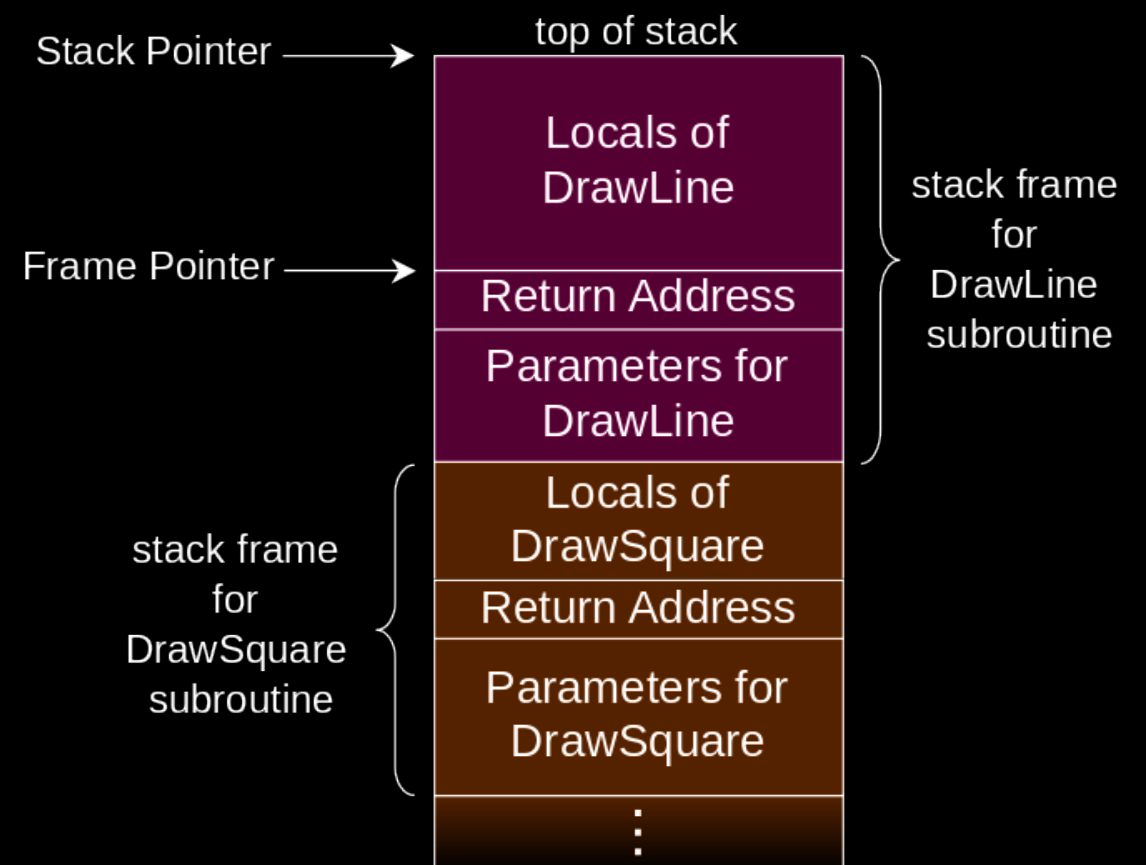 top of stack
Stack Pointer
Locals of
DrawLine
stack frame
for
DrawLine
subroutine
Frame Pointer
Return Address
Parameters for
DrawLine
Locals of
DrawSquare
stack frame
for
DrawSquare
subroutine
Return Address
Parameters for
DrawSquare
⋮